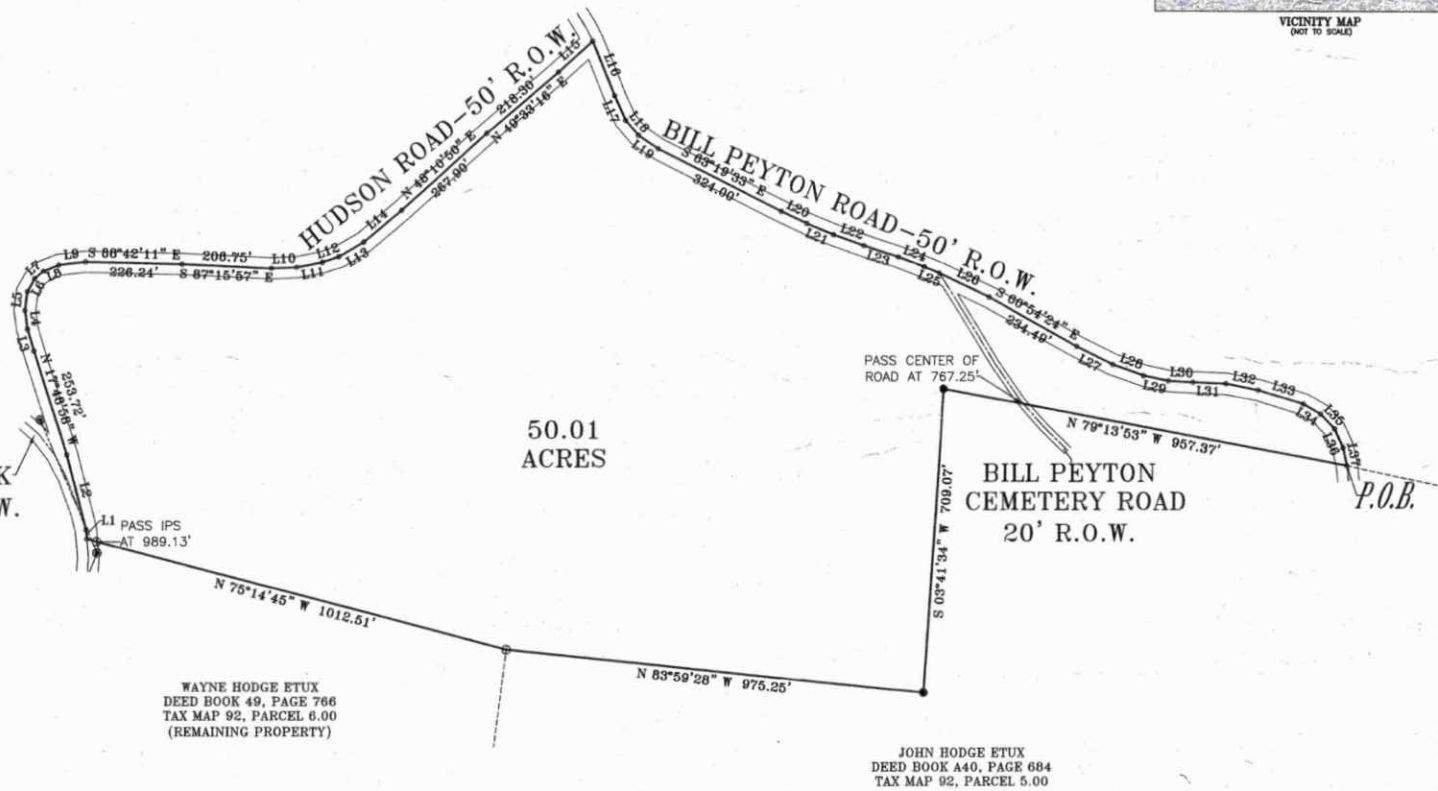 VICINITY MAP
(NOT TO SCALE)
HUDSON ROAD-50' R.O.W.
BILL PEYTON ROAD-50' R.O.W.
L15
L16
218.30'
N 49°33'16" E
L17
L18
L19
N 48°10'50" E
267.90'
S 63°19'33" E
324.00'
L14
L13
L12
L11
L10
L20
L21
L22
L23
L24
L25
L26
L7
L9
S 88°42'11" E
206.75'
226.24'
S 87°15'57" E
L8
L6
L5
L4
L3
S 60°54'24" E
234.49'
L27
L28
L29
L30
L31
L32
L33
L34
L35
L36
L37
N 17°46'58" W
253.72'
PASS CENTER OF
ROAD AT 767.25'
N 79°13'53" W 957.37'
50.01
ACRES
BILL PEYTON
CEMETERY ROAD
20' R.O.W.
P.O.B.
K
W.
L2
L1
PASS IPS
AT 989.13'
S 03°41'34" W 709.07'
N 75°14'45" W 1012.51'
N 83°59'28" W 975.25'
WAYNE HODGE ETUX
DEED BOOK 49, PAGE 766
TAX MAP 92, PARCEL 6.00
(REMAINING PROPERTY)
JOHN HODGE ETUX
DEED BOOK A40, PAGE 684
TAX MAP 92, PARCEL 5.00